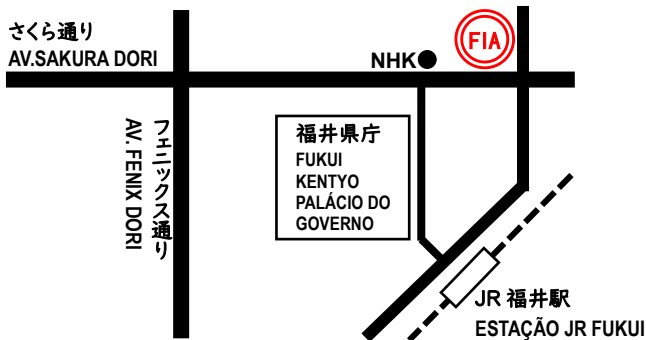 さくら通り
AV.SAKURA DORI
NHK
FIA
フェニックス通り
AV. FENIX DORI
福井県庁
FUKUI
KENTYO
PALÁCIO DO
GOVERNO
JR 福井駅
ESTAÇÃO JR FUKUI